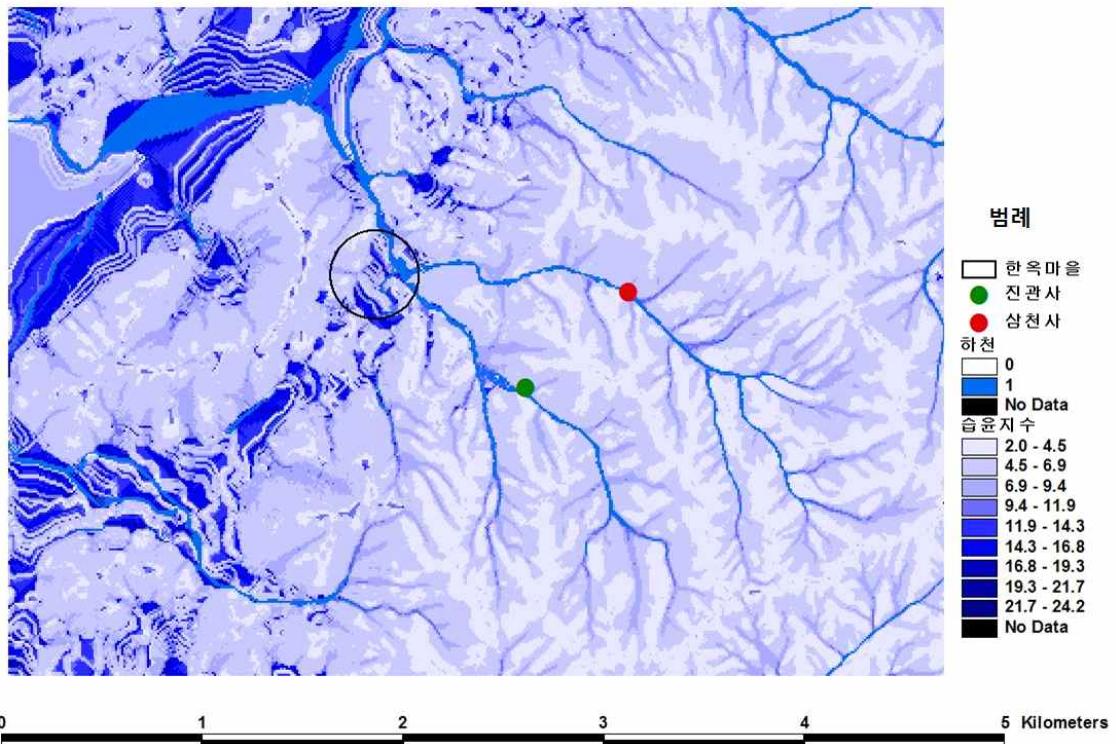 범례
한옥마을
진관사
삼천사
하천
0
1
No Data
습윤지수
2.0 - 4.5
4.5 - 6.9
6.9 - 9.4
9.4 - 11.9
11.9 - 14.3
14.3 - 16.8
16.8 - 19.3
19.3 - 21.7
21.7 - 24.2
No Data
0 1 2 3 4 5 Kilometers